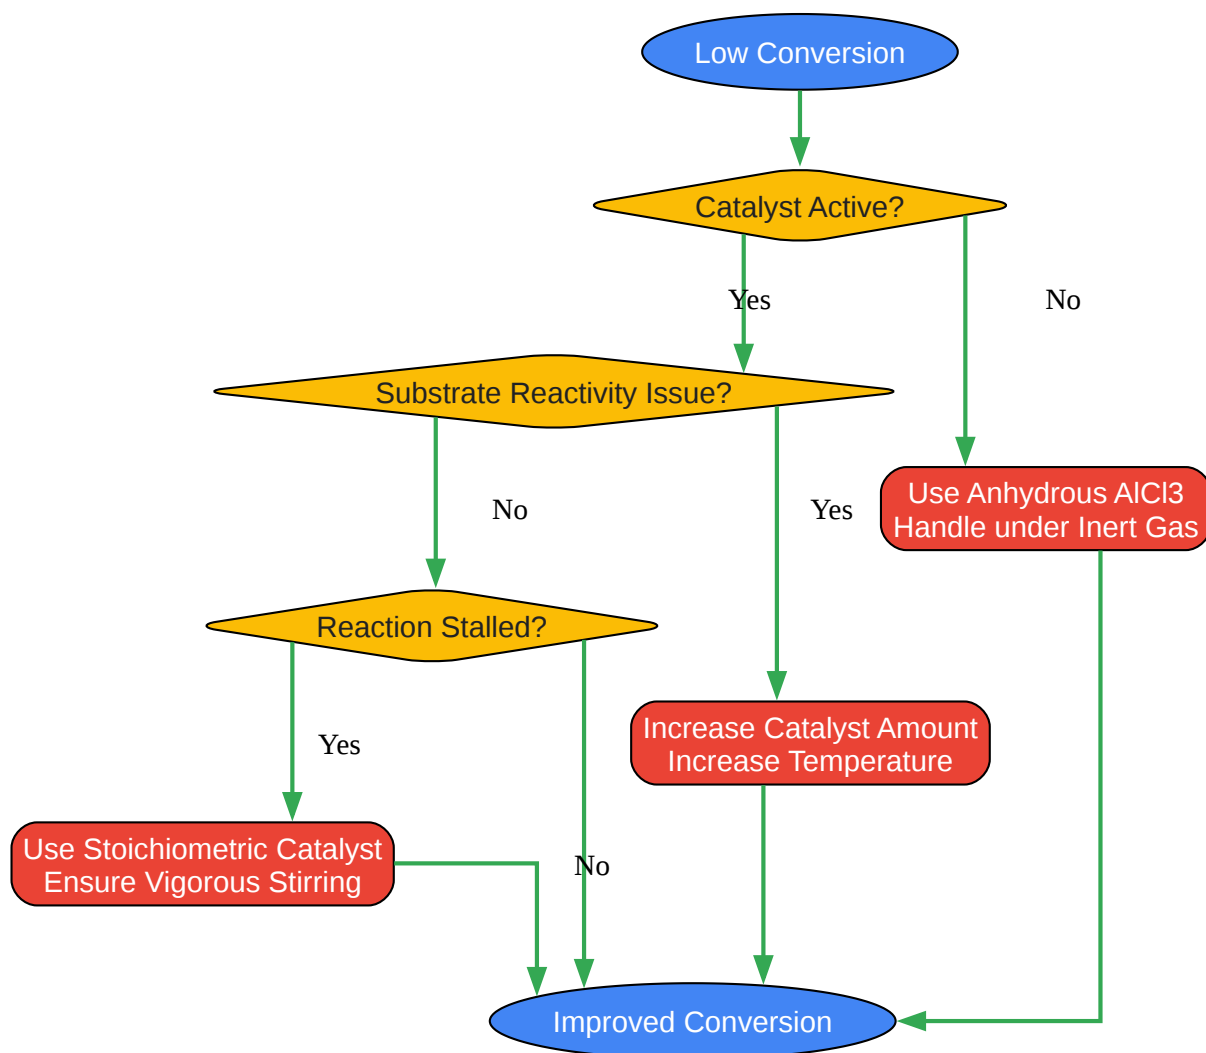 Low Conversion
Catalyst Active?
Yes
No
Substrate Reactivity Issue?
Use Anhydrous AlCl3
Handle under Inert Gas
No
Yes
Reaction Stalled?
Increase Catalyst Amount
Increase Temperature
Yes
Use Stoichiometric Catalyst
Ensure Vigorous Stirring
No
Improved Conversion